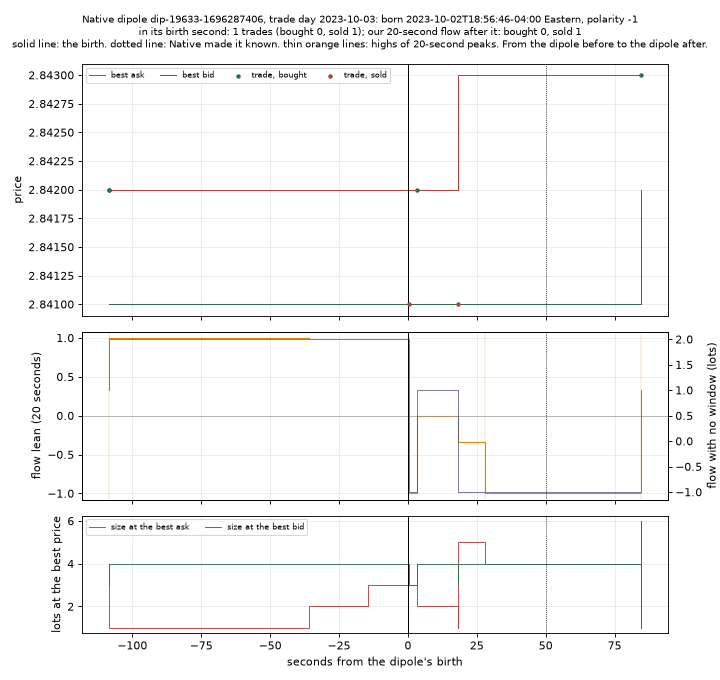 Native dipole dip-19633-1696287406, trade day 2023-10-03: born 2023-10-02T18:56:46-04:00 Eastern, polarity -1
in its birth second: 1 trades (bought 0, sold 1); our 20-second flow after it: bought 0, sold 1
solid line: the birth. dotted line: Native made it known. thin orange lines: highs of 20-second peaks. From the dipole before to the dipole after.
best ask
best bid
trade, bought
trade, sold
2.84300
2.84275
2.84250
2.84225
2.84200
2.84175
2.84150
2.84125
2.84100
price
1.0
0.5
0.0
−0.5
−1.0
flow lean (20 seconds)
2.0
1.5
1.0
0.5
0.0
−0.5
−1.0
flow with no window (lots)
size at the best ask
size at the best bid
6
4
2
lots at the best price
−100
−75
−50
−25
0
25
50
75
seconds from the dipole's birth